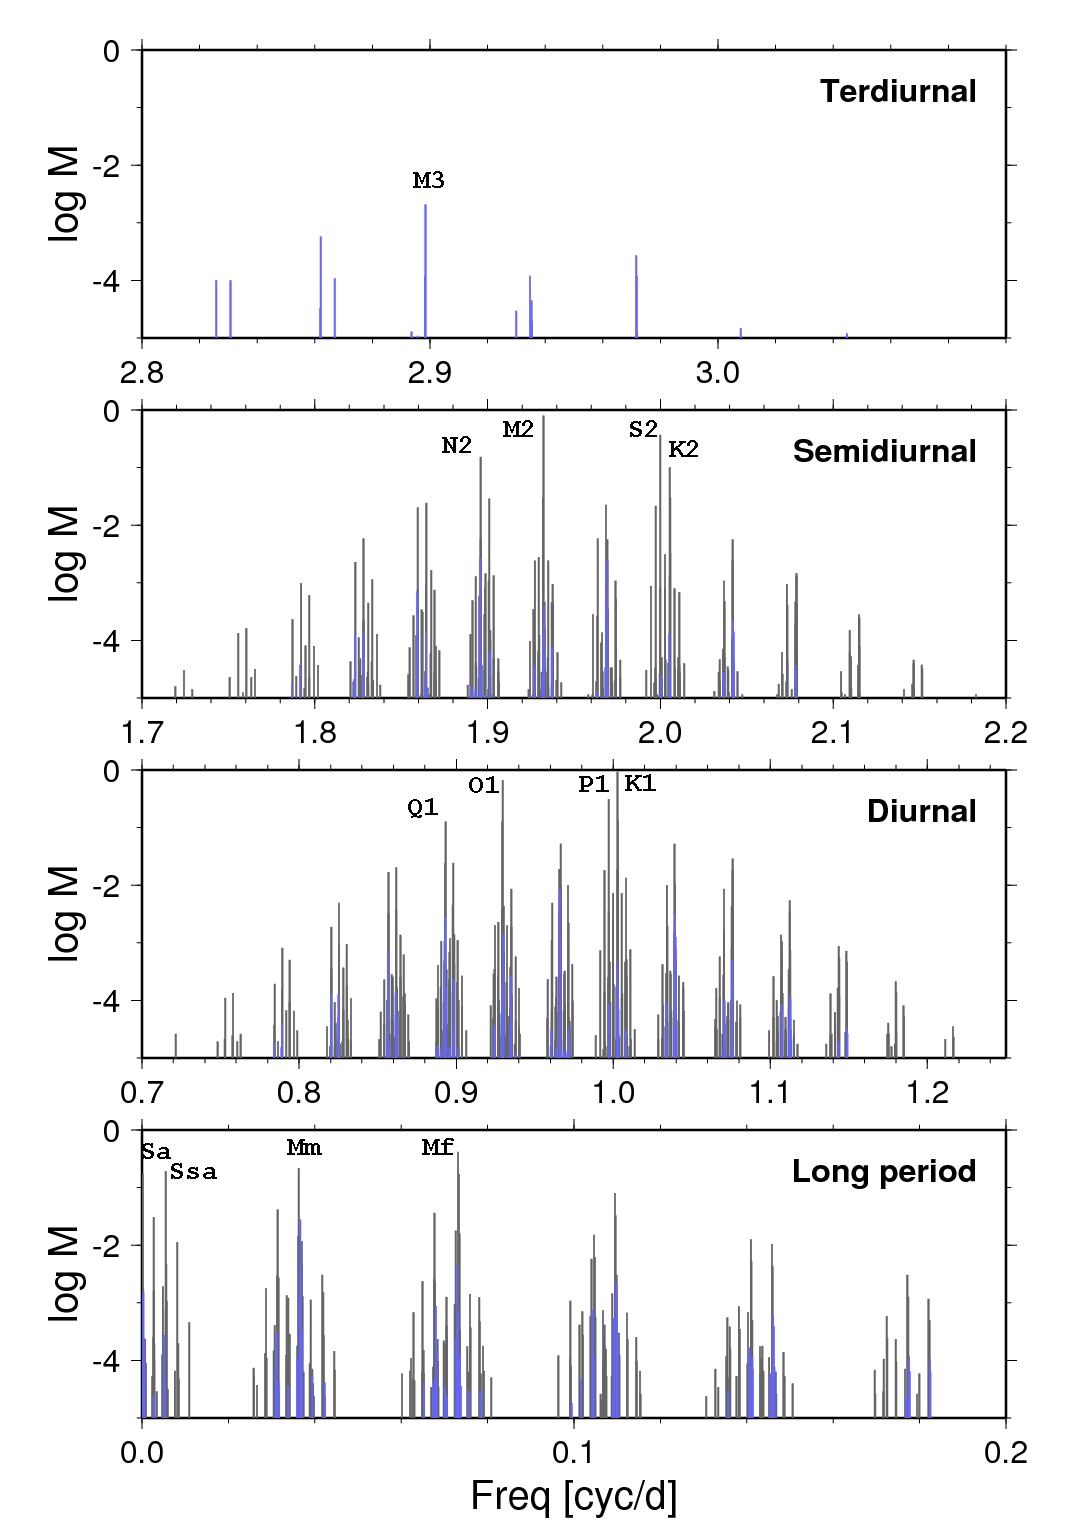 0
Terdiurnal
-2
M3
log M
-4
2.8 2.9 3.0
0
M2 S2
N2 K2
Semidiurnal
-2
log M
-4
1.7 1.8 1.9 2.0 2.1 2.2
0
O1 P1 K1
Q1
Diurnal
-2
log M
-4
0.7 0.8 0.9 1.0 1.1 1.2
0
Sa Mm Mf
Ssa
Long period
-2
log M
-4
0.0 0.1 0.2
Freq [cyc/d]